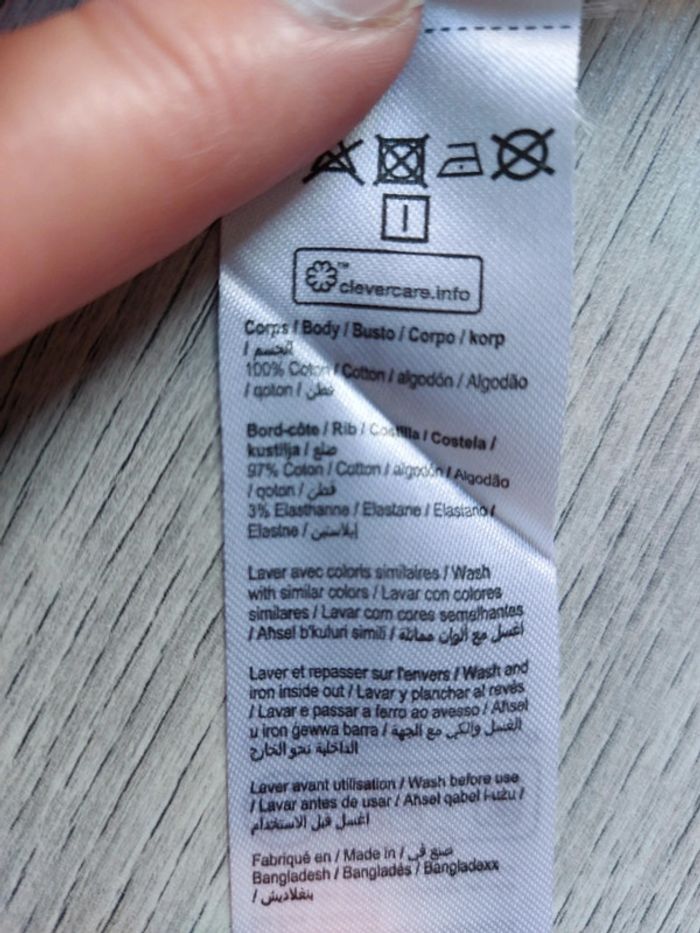 ™
clevercare.info
Corps / Body / Busto / Corpo / korp
/ الجسم
100% Coton / Cotton / algodón / Algodão
/ qoton / قطن
Bord-côte / Rib / Costilla / Costela /
kustilja / ضلع
97% Coton / Cotton / algodón / Algodão
/ qoton / قطن
3% Elasthanne / Elastane / Elastano /
Elastne / إيلاستين
Laver avec coloris similaires / Wash
with similar colors / Lavar con colores
similares / Lavar com cores semelhantes
/ Aħsel b'kuluri simili / اغسل مع ألوان مماثلة
Laver et repasser sur l'envers / Wash and
iron inside out / Lavar y planchar al revés
/ Lavar e passar a ferro ao avesso / Aħsel
u iron ġewwa barra / الغسل والكي مع الجهة
الداخلية نحو الخارج
Laver avant utilisation / Wash before use
/ Lavar antes de usar / Aħsel qabel l-użu /
اغسل قبل الاستخدام
Fabriqué en / Made in / صنع في
Bangladesh / Bangladés / Bangladexx
/ بنغلاديش